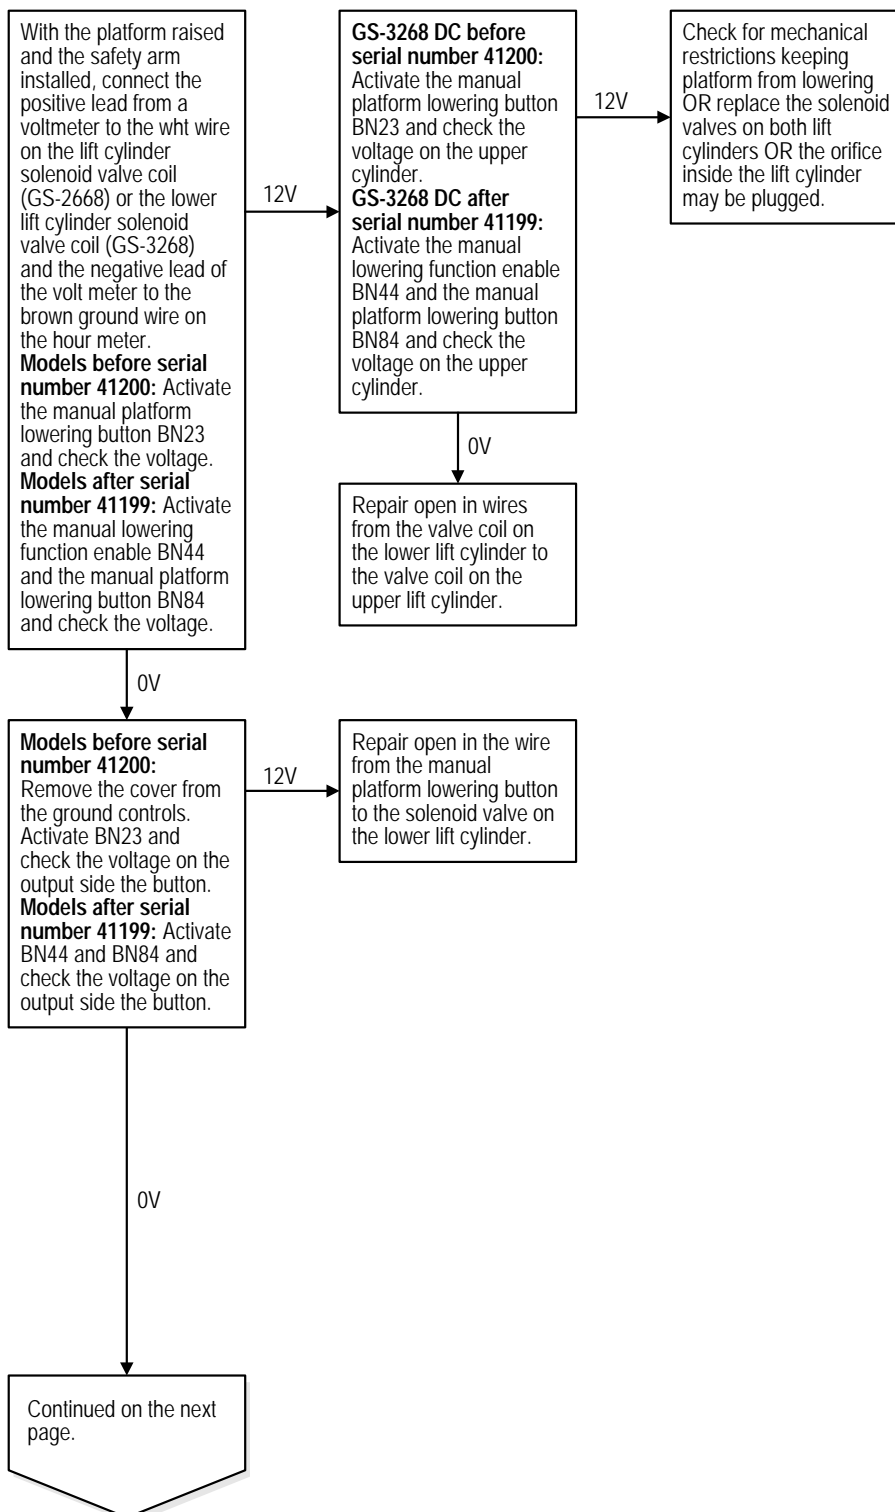 With the platform raised
and the safety arm
installed, connect the
positive lead from a
voltmeter to the wht wire
on the lift cylinder
solenoid valve coil
(GS-2668) or the lower
lift cylinder solenoid
valve coil (GS-3268)
and the negative lead of
the volt meter to the
brown ground wire on
the hour meter.
Models before serial
number 41200: Activate
the manual platform
lowering button BN23
and check the voltage.
Models after serial
number 41199: Activate
the manual lowering
function enable BN44
and the manual platform
lowering button BN84
and check the voltage.
12V
GS-3268 DC before
serial number 41200:
Activate the manual
platform lowering button
BN23 and check the
voltage on the upper
cylinder.
GS-3268 DC after
serial number 41199:
Activate the manual
lowering function enable
BN44 and the manual
platform lowering button
BN84 and check the
voltage on the upper
cylinder.
12V
Check for mechanical
restrictions keeping
platform from lowering
OR replace the solenoid
valves on both lift
cylinders OR the orifice
inside the lift cylinder
may be plugged.
0V
Repair open in wires
from the valve coil on
the lower lift cylinder to
the valve coil on the
upper lift cylinder.
0V
Models before serial
number 41200:
Remove the cover from
the ground controls.
Activate BN23 and
check the voltage on the
output side the button.
Models after serial
number 41199: Activate
BN44 and BN84 and
check the voltage on the
output side the button.
12V
Repair open in the wire
from the manual
platform lowering button
to the solenoid valve on
the lower lift cylinder.
0V
Continued on the next
page.